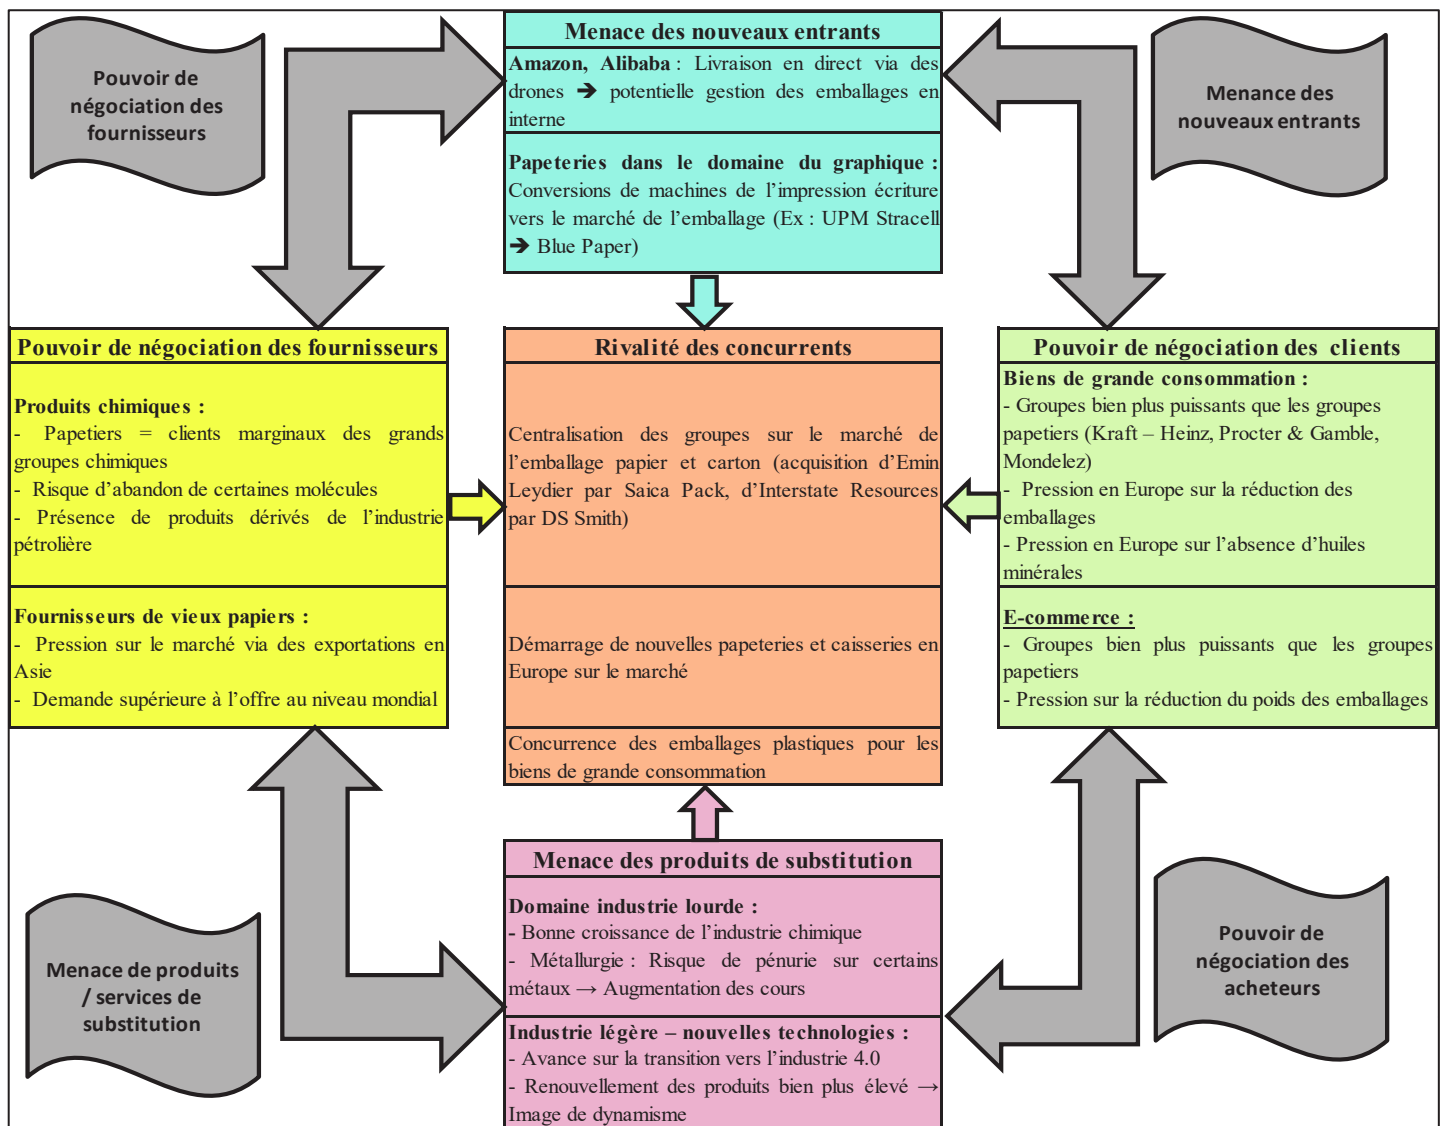 Pouvoir de
négociation des
fournisseurs
Menace des nouveaux entrants
Amazon, Alibaba : Livraison en direct via des
drones ➔ potentielle gestion des emballages en
interne
Papeteries dans le domaine du graphique :
Conversions de machines de l’impression écriture
vers le marché de l’emballage (Ex : UPM Stracell
➔ Blue Paper)
Menance des
nouveaux entrants
Pouvoir de négociation des fournisseurs
Produits chimiques :
- Papetiers = clients marginaux des grands
groupes chimiques
- Risque d’abandon de certaines molécules
- Présence de produits dérivés de l’industrie
pétrolière
Fournisseurs de vieux papiers :
- Pression sur le marché via des exportations en
Asie
- Demande supérieure à l’offre au niveau mondial
Rivalité des concurrents
Centralisation des groupes sur le marché de
l’emballage papier et carton (acquisition d’Emin
Leydier par Saica Pack, d’Interstate Resources
par DS Smith)
Démarrage de nouvelles papeteries et caisseries en
Europe sur le marché
Concurrence des emballages plastiques pour les
biens de grande consommation
Pouvoir de négociation des clients
Biens de grande consommation :
- Groupes bien plus puissants que les groupes
papetiers (Kraft – Heinz, Procter & Gamble,
Mondelez)
- Pression en Europe sur la réduction des
emballages
- Pression en Europe sur l’absence d’huiles
minérales
E-commerce :
- Groupes bien plus puissants que les groupes
papetiers
- Pression sur la réduction du poids des emballages
Menace de produits
/ services de
substitution
Menace des produits de substitution
Domaine industrie lourde :
- Bonne croissance de l’industrie chimique
- Métallurgie : Risque de pénurie sur certains
métaux → Augmentation des cours
Industrie légère – nouvelles technologies :
- Avance sur la transition vers l’industrie 4.0
- Renouvellement des produits bien plus élevé →
Image de dynamisme
Pouvoir de
négociation des
acheteurs